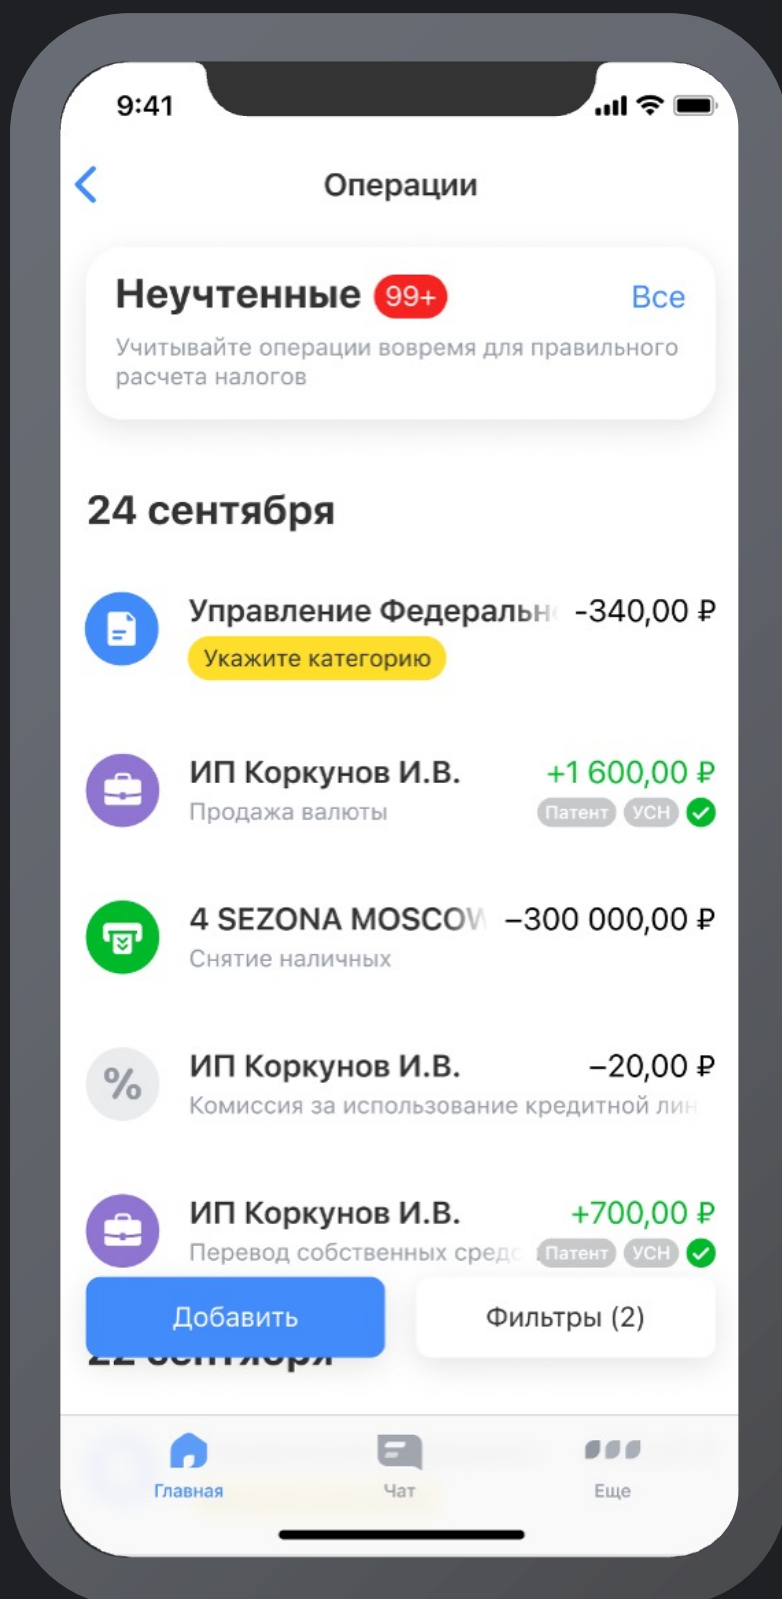 9:41
Операции
Неучтенные 99+ Все
Учитывайте операции вовремя для правильного
расчета налогов
24 сентября
Управление Федеральн -340,00 ₽
Укажите категорию
ИП Коркунов И.В. +1 600,00 ₽
Продажа валюты Патент УСН
4 SEZONA MOSCOW –300 000,00 ₽
Снятие наличных
ИП Коркунов И.В. –20,00 ₽
% Комиссия за использование кредитной лин
ИП Коркунов И.В. +700,00 ₽
Перевод собственных средс Патент УСН
Добавить Фильтры (2)
22 сентября
Главная Чат Еще